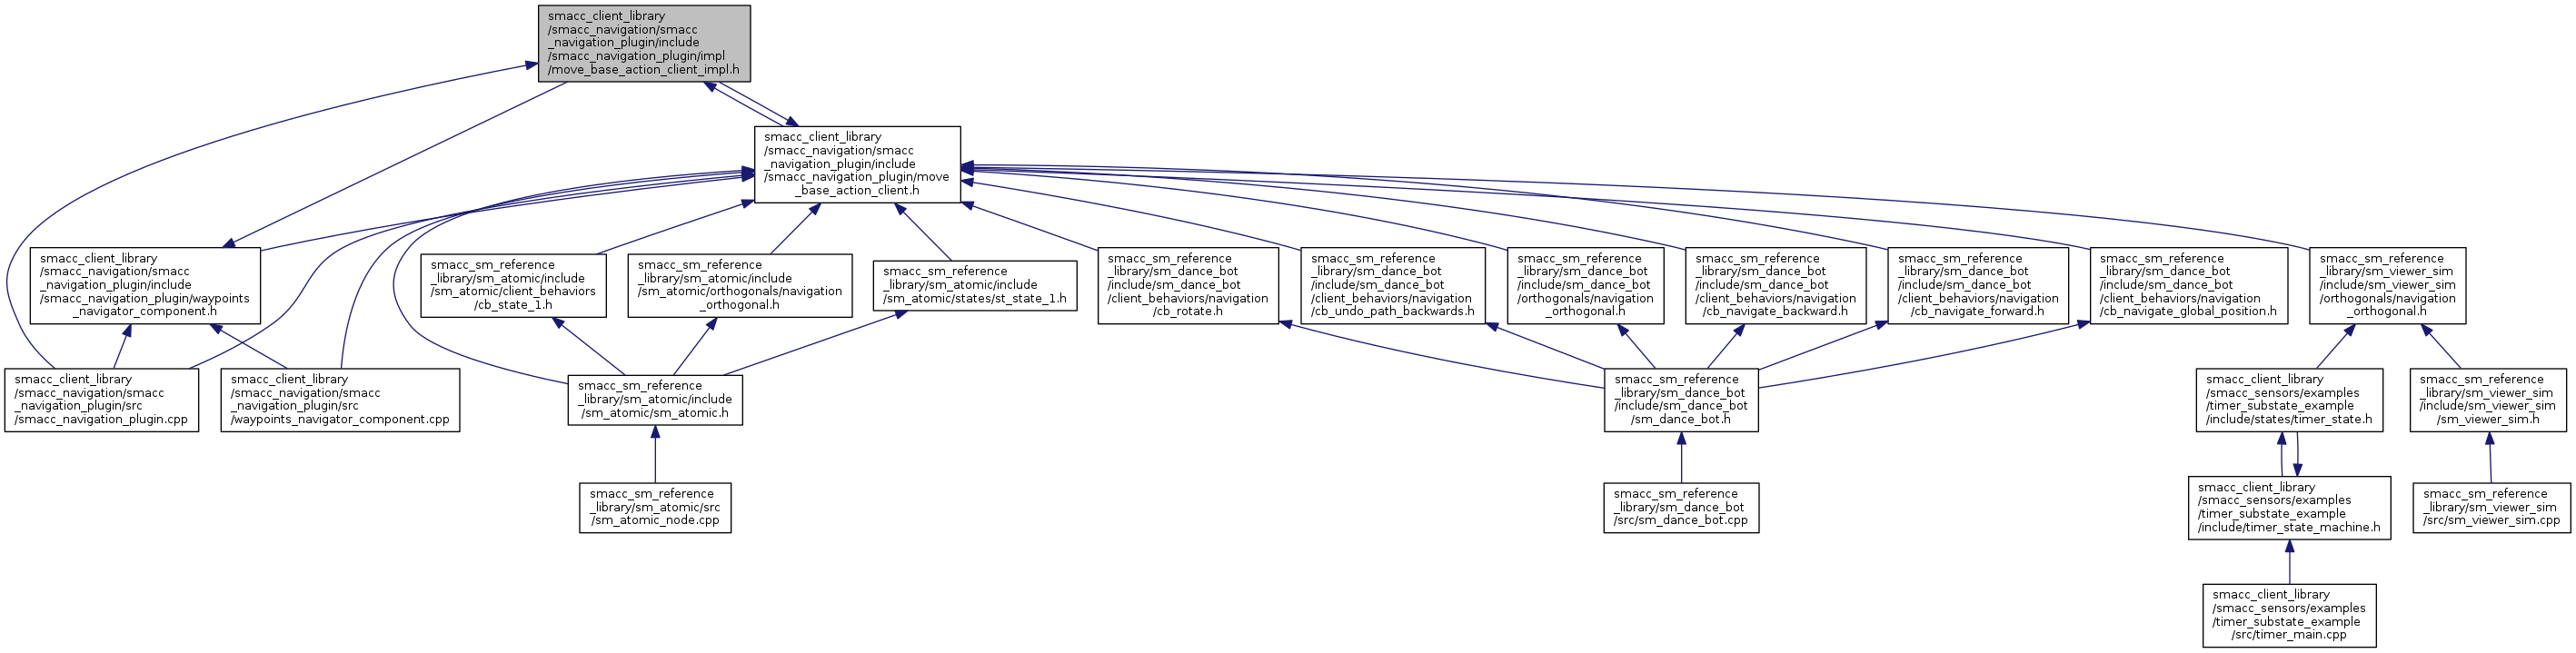 smacc_client_library
/smacc_navigation/smacc
_navigation_plugin/include
/smacc_navigation_plugin/impl
/move_base_action_client_impl.h
smacc_client_library
/smacc_navigation/smacc
_navigation_plugin/include
/smacc_navigation_plugin/move
_base_action_client.h
smacc_client_library
/smacc_navigation/smacc
_navigation_plugin/include
/smacc_navigation_plugin/waypoints
_navigator_component.h
smacc_sm_reference
_library/sm_atomic/include
/sm_atomic/client_behaviors
/cb_state_1.h
smacc_sm_reference
_library/sm_atomic/include
/sm_atomic/orthogonals/navigation
_orthogonal.h
smacc_sm_reference
_library/sm_atomic/include
/sm_atomic/states/st_state_1.h
smacc_sm_reference
_library/sm_dance_bot
/include/sm_dance_bot
/client_behaviors/navigation
/cb_rotate.h
smacc_sm_reference
_library/sm_dance_bot
/include/sm_dance_bot
/client_behaviors/navigation
/cb_undo_path_backwards.h
smacc_sm_reference
_library/sm_dance_bot
/include/sm_dance_bot
/orthogonals/navigation
_orthogonal.h
smacc_sm_reference
_library/sm_dance_bot
/include/sm_dance_bot
/client_behaviors/navigation
/cb_navigate_backward.h
smacc_sm_reference
_library/sm_dance_bot
/include/sm_dance_bot
/client_behaviors/navigation
/cb_navigate_forward.h
smacc_sm_reference
_library/sm_dance_bot
/include/sm_dance_bot
/client_behaviors/navigation
/cb_navigate_global_position.h
smacc_sm_reference
_library/sm_viewer_sim
/include/sm_viewer_sim
/orthogonals/navigation
_orthogonal.h
smacc_client_library
/smacc_navigation/smacc
_navigation_plugin/src
/smacc_navigation_plugin.cpp
smacc_client_library
/smacc_navigation/smacc
_navigation_plugin/src
/waypoints_navigator_component.cpp
smacc_sm_reference
_library/sm_atomic/include
/sm_atomic/sm_atomic.h
smacc_sm_reference
_library/sm_dance_bot
/include/sm_dance_bot
/sm_dance_bot.h
smacc_client_library
/smacc_sensors/examples
/timer_substate_example
/include/states/timer_state.h
smacc_sm_reference
_library/sm_viewer_sim
/include/sm_viewer_sim
/sm_viewer_sim.h
smacc_sm_reference
_library/sm_atomic/src
/sm_atomic_node.cpp
smacc_sm_reference
_library/sm_dance_bot
/src/sm_dance_bot.cpp
smacc_client_library
/smacc_sensors/examples
/timer_substate_example
/include/timer_state_machine.h
smacc_sm_reference
_library/sm_viewer_sim
/src/sm_viewer_sim.cpp
smacc_client_library
/smacc_sensors/examples
/timer_substate_example
/src/timer_main.cpp